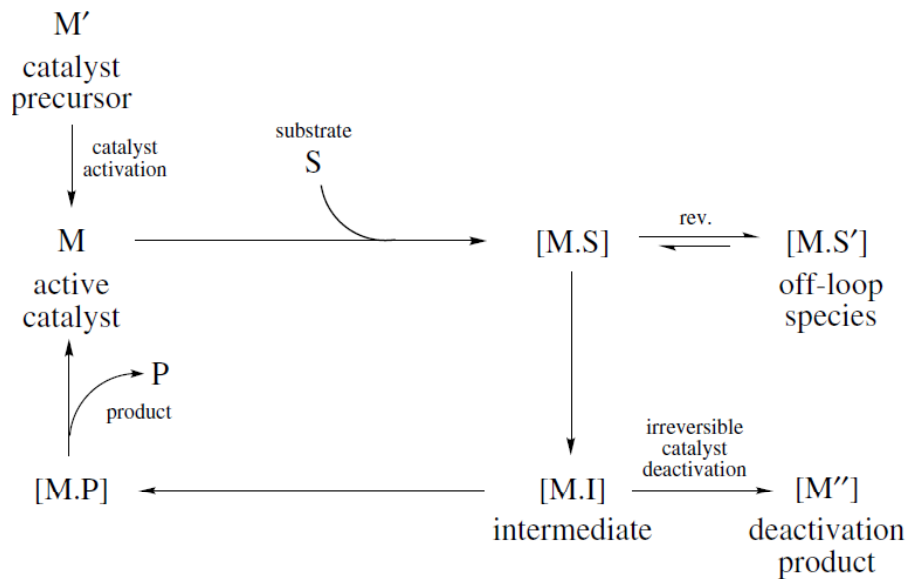 M′
catalyst
precursor
catalyst
activation
substrate
S
M
active
catalyst
[M.S]
rev.
[M.S′]
off-loop
species
P
product
irreversible
catalyst
deactivation
[M.P]
[M.I]
intermediate
[M″]
deactivation
product